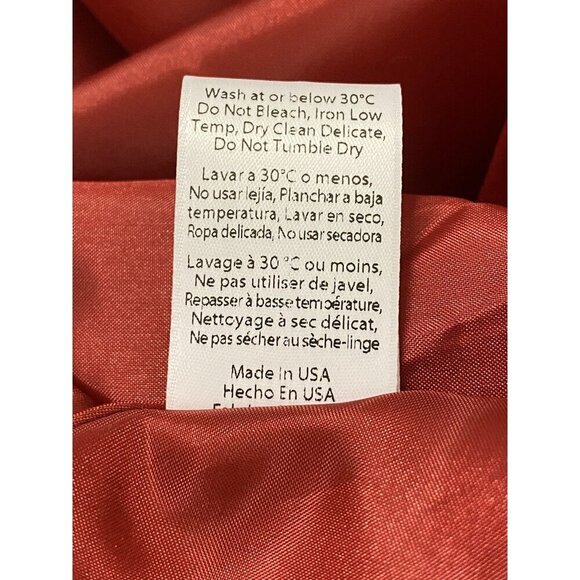 Wash at or below 30°C
Do Not Bleach, Iron Low
Temp, Dry Clean Delicate,
Do Not Tumble Dry
Lavar a 30°C o menos,
No usar lejía, Planchar a baja
temperatura, Lavar en seco,
Ropa delicada, No usar secadora
Lavage à 30 °C ou moins,
Ne pas utiliser de javel,
Repasser à basse température,
Nettoyage à sec délicat,
Ne pas sécher au sèche-linge
Made In USA
Hecho En USA